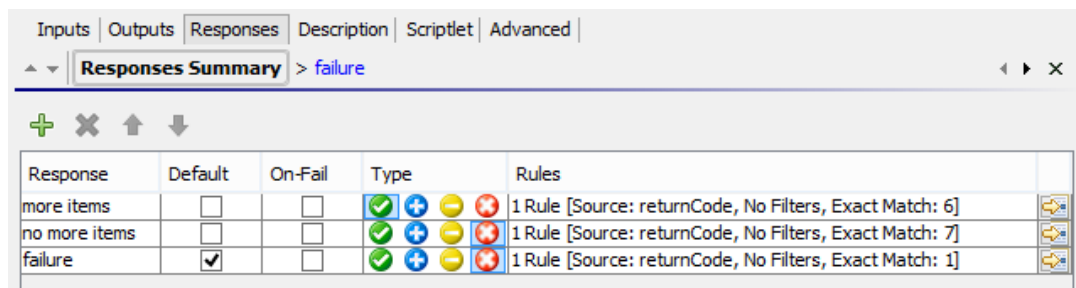 Inputs Outputs Responses Description Scriptlet Advanced
Responses Summary > failure
Response Default On-Fail Type Rules
more items 1 Rule [Source: returnCode, No Filters, Exact Match: 6]
no more items 1 Rule [Source: returnCode, No Filters, Exact Match: 7]
failure 1 Rule [Source: returnCode, No Filters, Exact Match: 1]